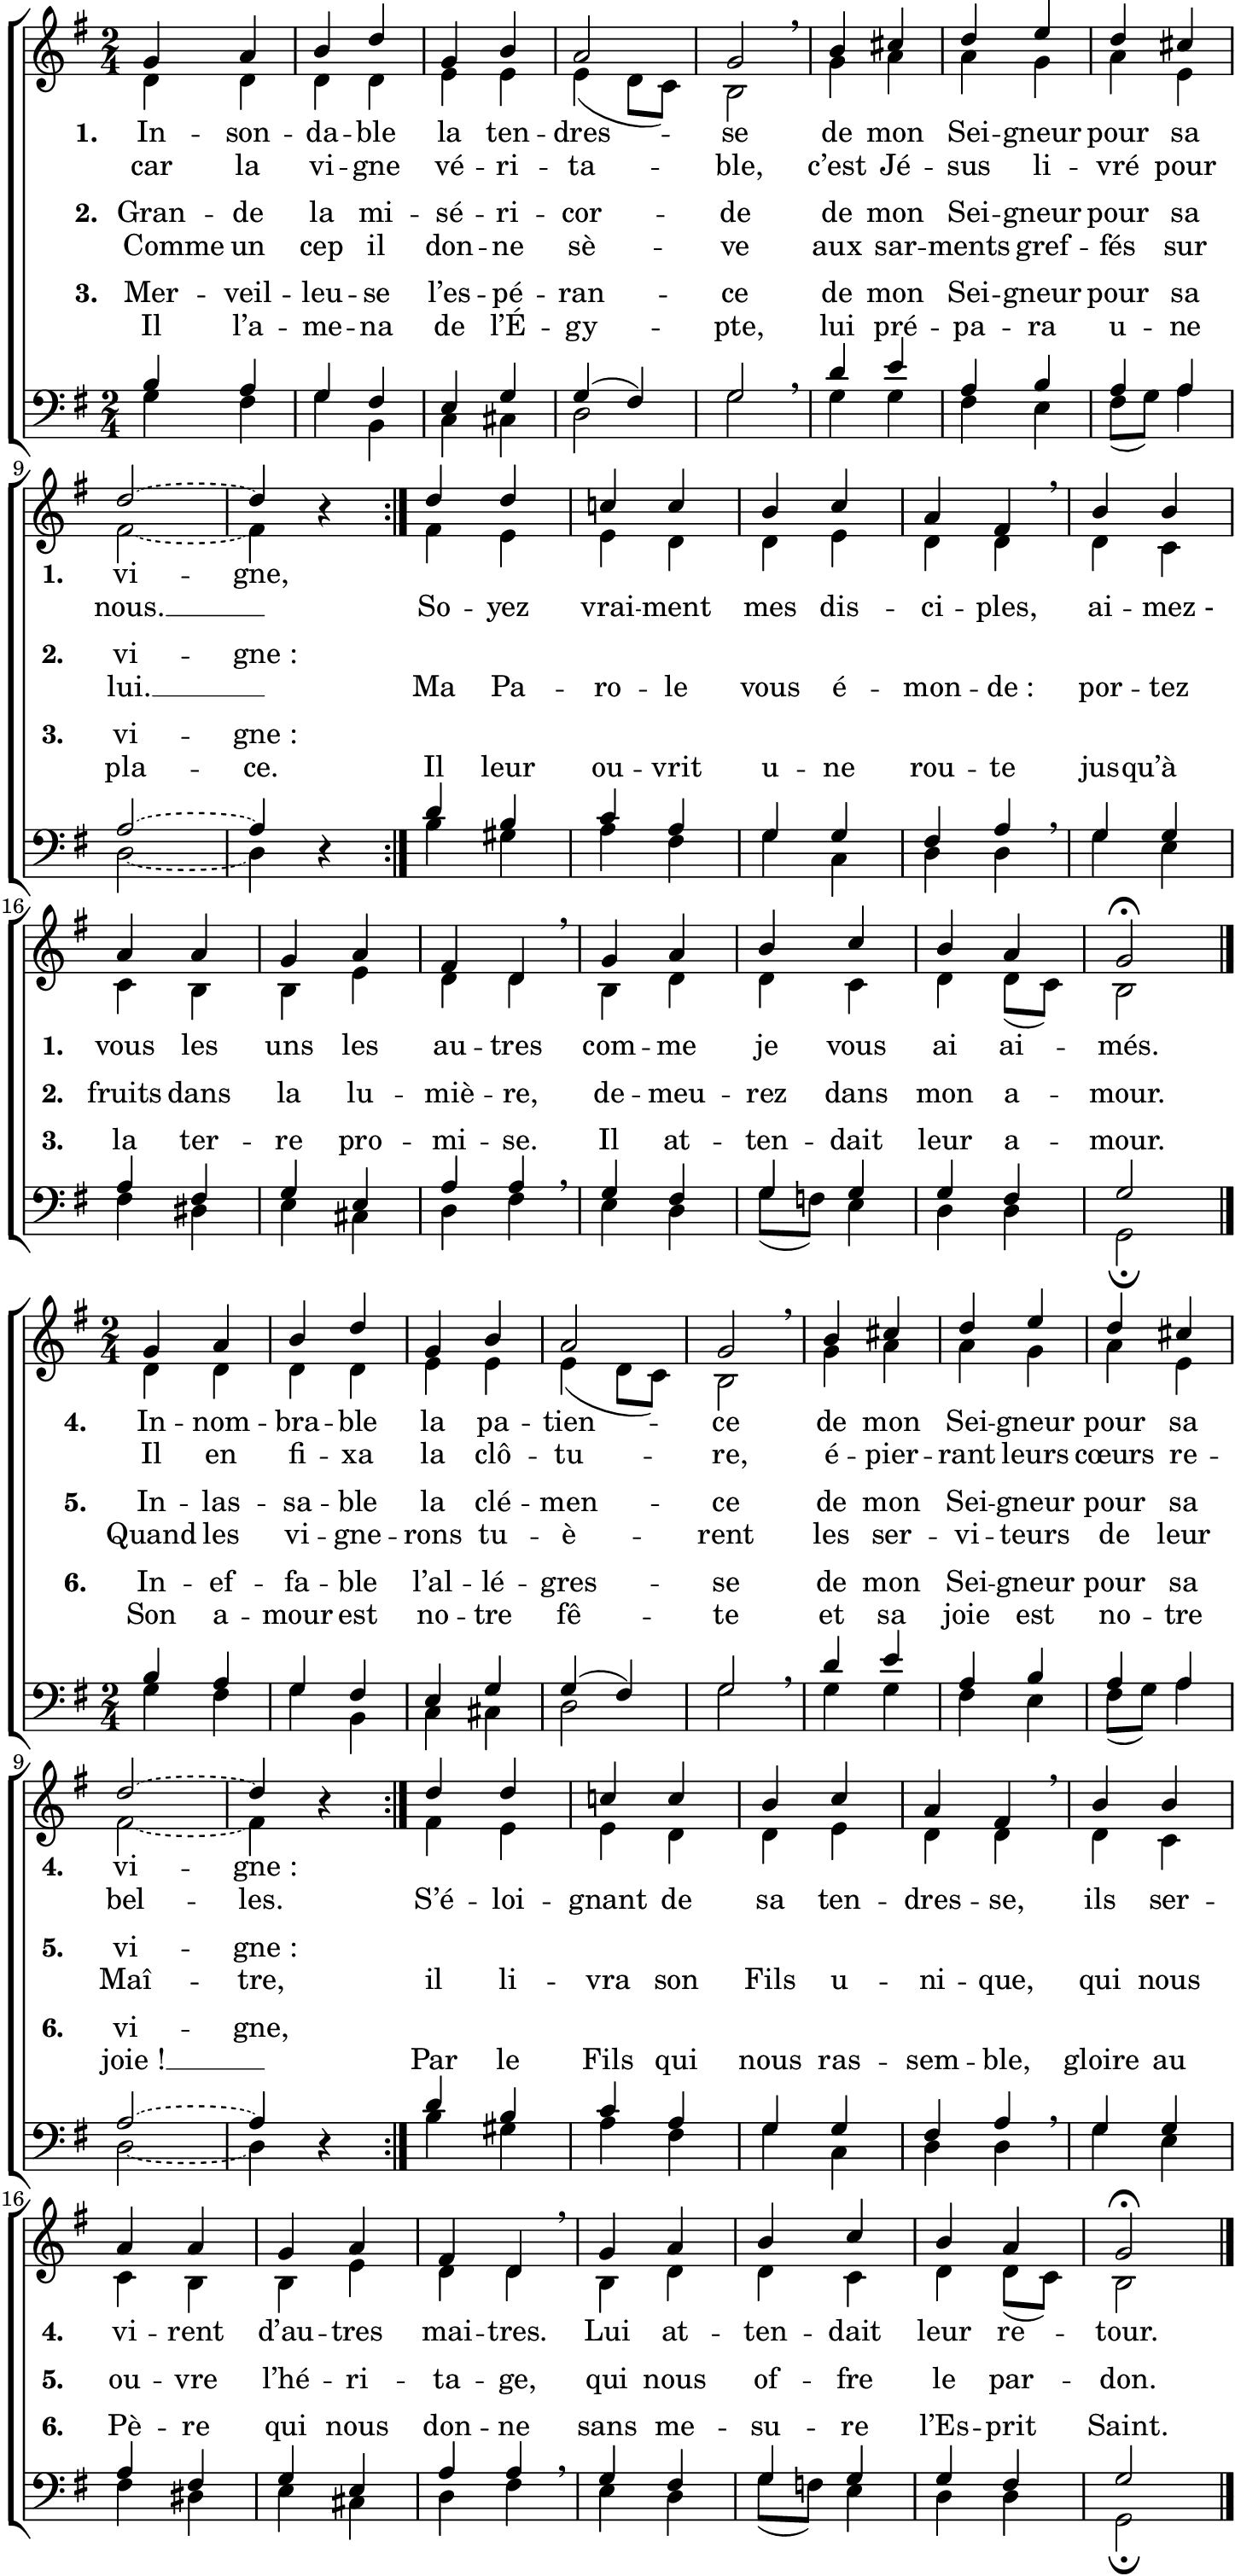 1. In -- son -- da -- ble la ten -- dres -- se de mon Sei -- gneur pour sa
car la vi -- gne vé -- ri -- ta -- ble, c’est Jé -- sus li -- vré pour
2. Gran -- de la mi -- sé -- ri -- cor -- de de mon Sei -- gneur pour sa
Comme un cep il don -- ne sè -- ve aux sar -- ments gref -- fés sur
3. Mer -- veil -- leu -- se l’es -- pé -- ran -- ce de mon Sei -- gneur pour sa
Il l’a -- me -- na de l’É -- gy -- pte, lui pré -- pa -- ra u -- ne
9
1. vi -- gne,
nous. __ So -- yez vrai -- ment mes dis -- ci -- ples, ai -- mez -
2. vi -- gne :
lui. __ Ma Pa -- ro -- le vous é -- mon -- de : por -- tez
3. vi -- gne :
pla -- ce. Il leur ou -- vrit u -- ne rou -- te jus -- qu’à
16
1. vous les uns les au -- tres com -- me je vous ai ai -- més.
2. fruits dans la lu -- miè -- re, de -- meu -- rez dans mon a -- mour.
3. la ter -- re pro -- mi -- se. Il at -- ten -- dait leur a -- mour.
4. In -- nom -- bra -- ble la pa -- tien -- ce de mon Sei -- gneur pour sa
Il en fi -- xa la clô -- tu -- re, é -- pier -- rant leurs cœurs re --
5. In -- las -- sa -- ble la clé -- men -- ce de mon Sei -- gneur pour sa
Quand les vi -- gne -- rons tu -- è -- rent les ser -- vi -- teurs de leur
6. In -- ef -- fa -- ble l’al -- lé -- gres -- se de mon Sei -- gneur pour sa
Son a -- mour est no -- tre fê -- te et sa joie est no -- tre
9
4. vi -- gne :
bel -- les. S’é -- loi -- gnant de sa ten -- dres -- se, ils ser --
5. vi -- gne :
Maî -- tre, il li -- vra son Fils u -- ni -- que, qui nous
6. vi -- gne,
joie ! __ Par le Fils qui nous ras -- sem -- ble, gloire au
16
4. vi -- rent d’au -- tres mai -- tres. Lui at -- ten -- dait leur re -- tour.
5. ou -- vre l’hé -- ri -- ta -- ge, qui nous of -- fre le par -- don.
6. Pè -- re qui nous don -- ne sans me -- su -- re l’Es -- prit Saint.